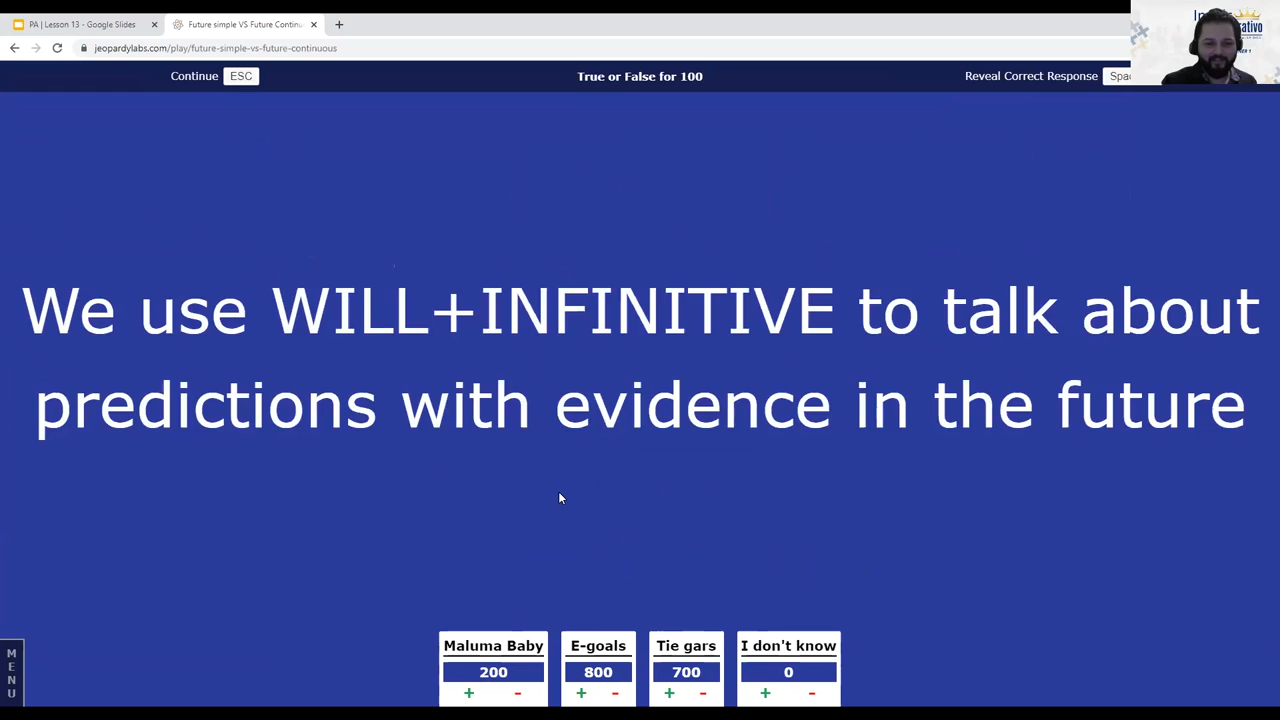 PA | Lesson 13 - Google Slides
Future simple VS Future Continu
jeopardylabs.com/play/future-simple-vs-future-continuous
Continue ESC
True or False for 100
Reveal Correct Response
We use WILL+INFINITIVE to talk about
predictions with evidence in the future
MENU
Maluma Baby E-goals Tie gars I don't know
200 800 700 0
+ - + - + - + -